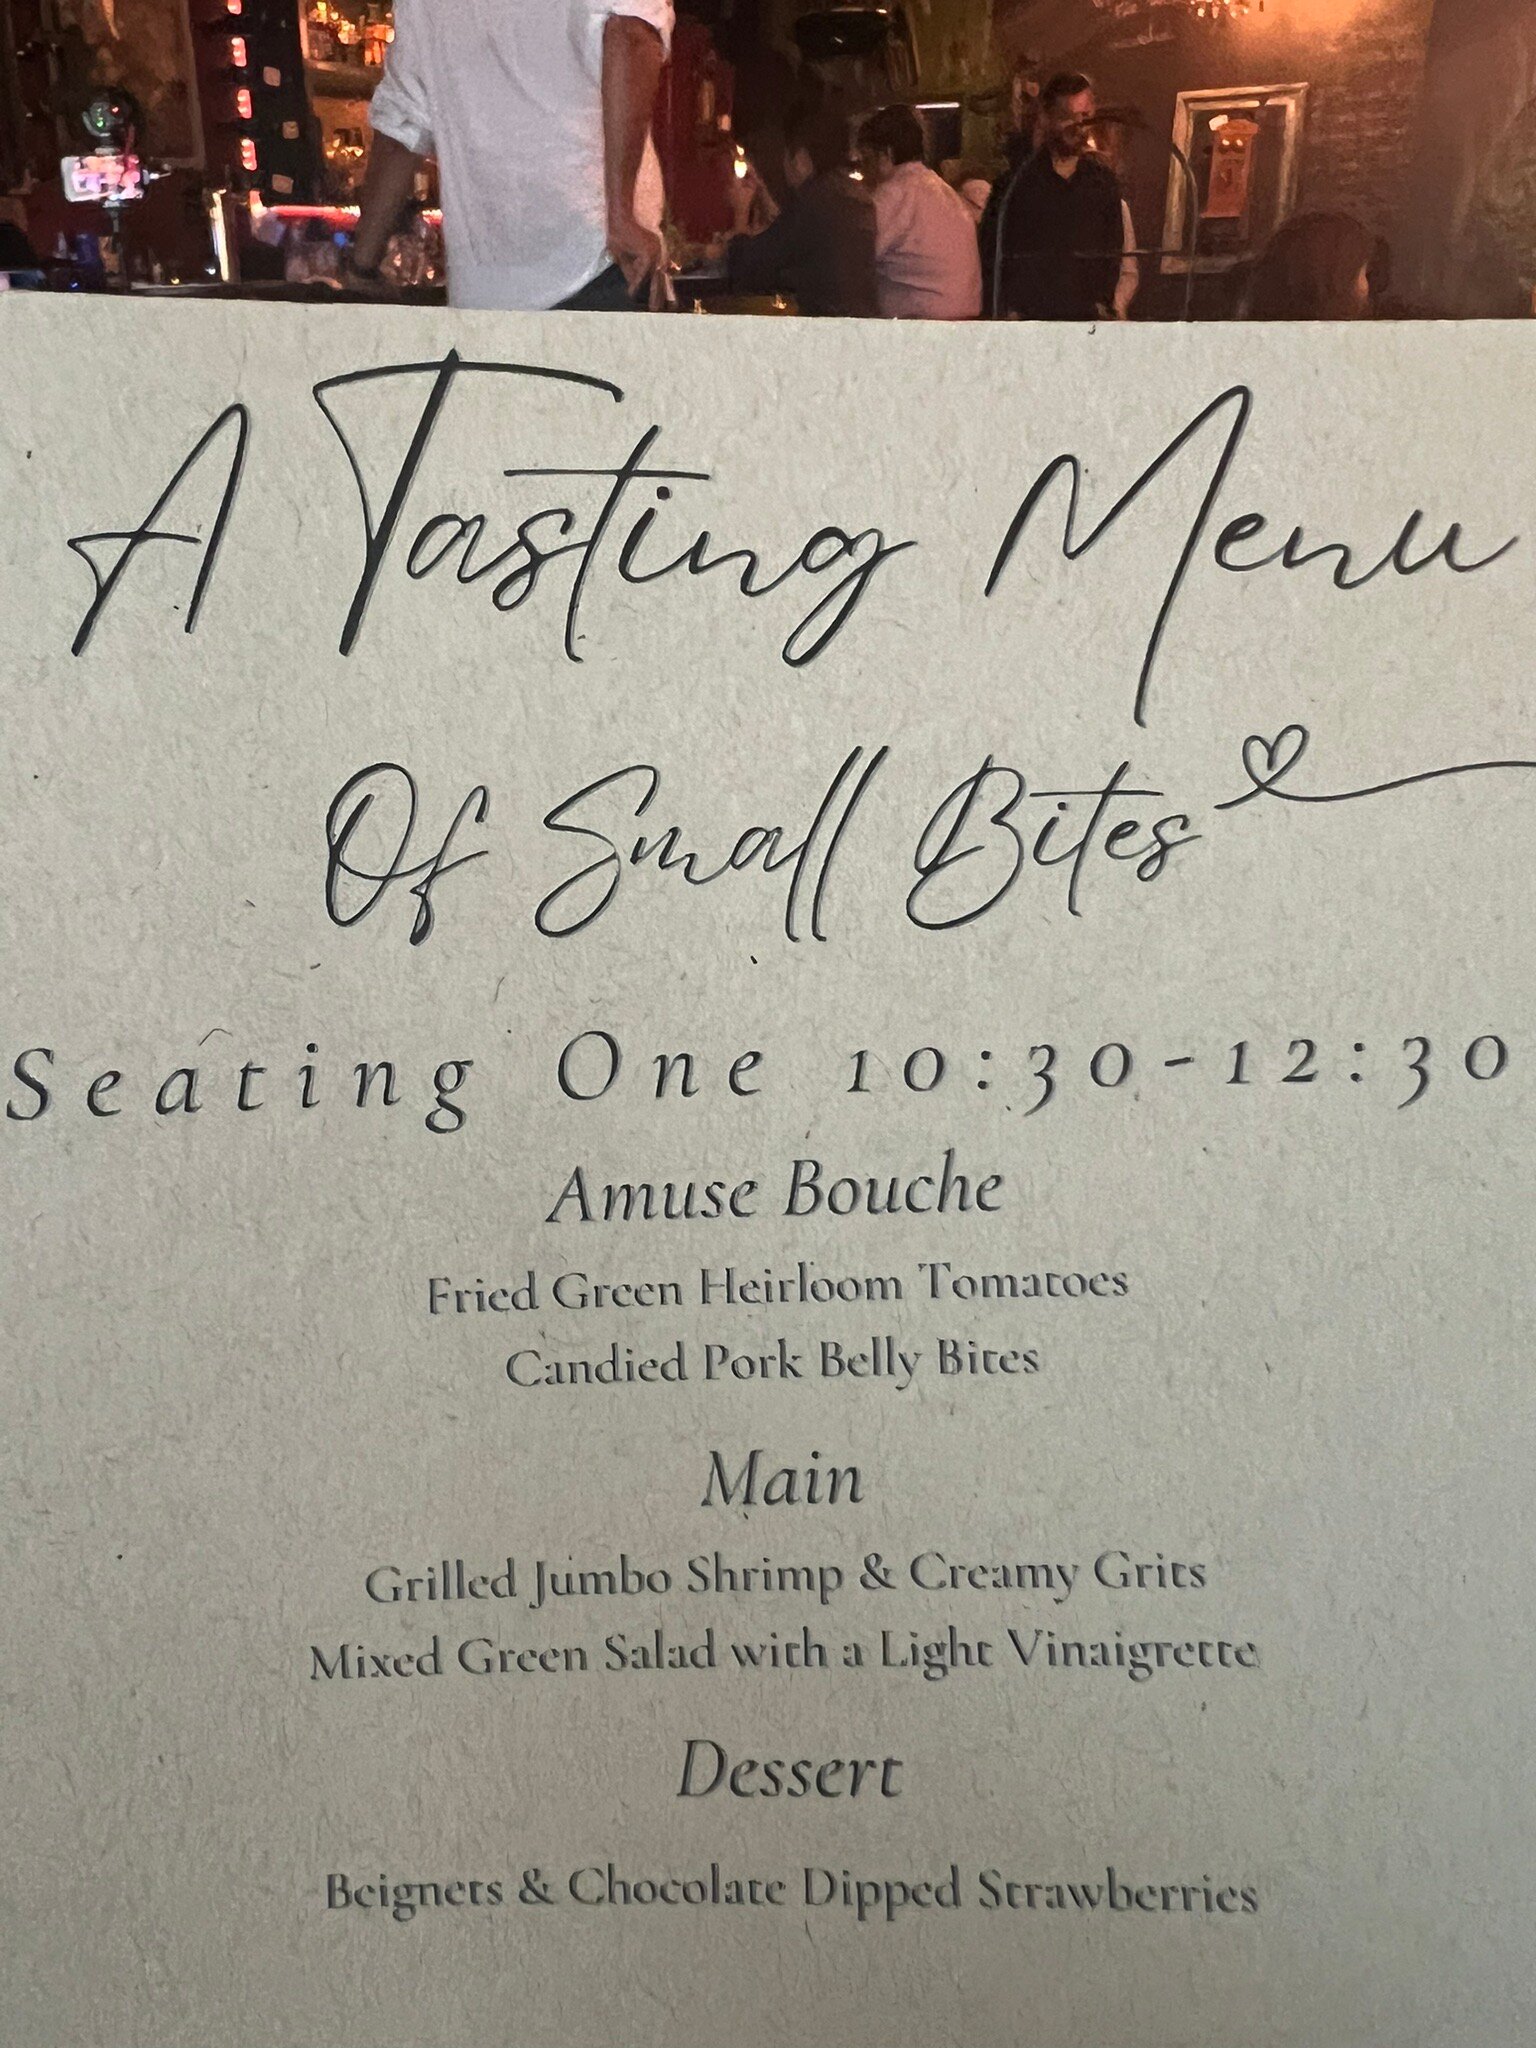 A Tasting Menu
Of Small Bites
Seating One 10:30-12:30
Amuse Bouche
Fried Green Heirloom Tomatoes
Candied Pork Belly Bites
Main
Grilled Jumbo Shrimp & Creamy Grits
Mixed Green Salad with a Light Vinaigrette
Dessert
Beignets & Chocolate Dipped Strawberries